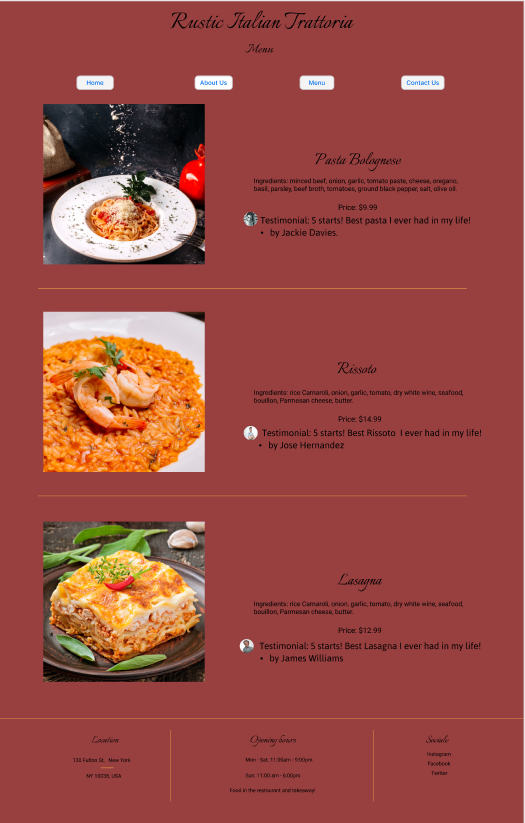 Rustic Italian Trattoria
Menu
Home
About Us
Menu
Contact Us
Pasta Bolognese
Ingredients: minced beef, onion, garlic, tomato paste, cheese, oregano,
basil, parsley, beef broth, tomatoes, ground black pepper, salt, olive oil.
Price: $9.99
Testimonial: 5 starts! Best pasta I ever had in my life!
• by Jackie Davies.
Rissoto
Ingredients: rice Carnaroli, onion, garlic, tomato, dry white wine, seafood,
bouillon, Parmesan cheese, butter.
Price: $14.99
Testimonial: 5 starts! Best Rissoto I ever had in my life!
• by Jose Hernandez
Lasagna
Ingredients: rice Carnaroli, onion, garlic, tomato, dry white wine, seafood,
bouillon, Parmesan cheese, butter.
Price: $12.99
Testimonial: 5 starts! Best Lasagna I ever had in my life!
• by James Williams
Location
Fulton St. New York
NY 10038, USA
Opening hours
Mon - Sat: 11:00am - 9:00pm
Sun: 11:00 am - 6:00pm
Food in the restaurant and takeaway!
Socials
Instagram
Facebook
Twitter